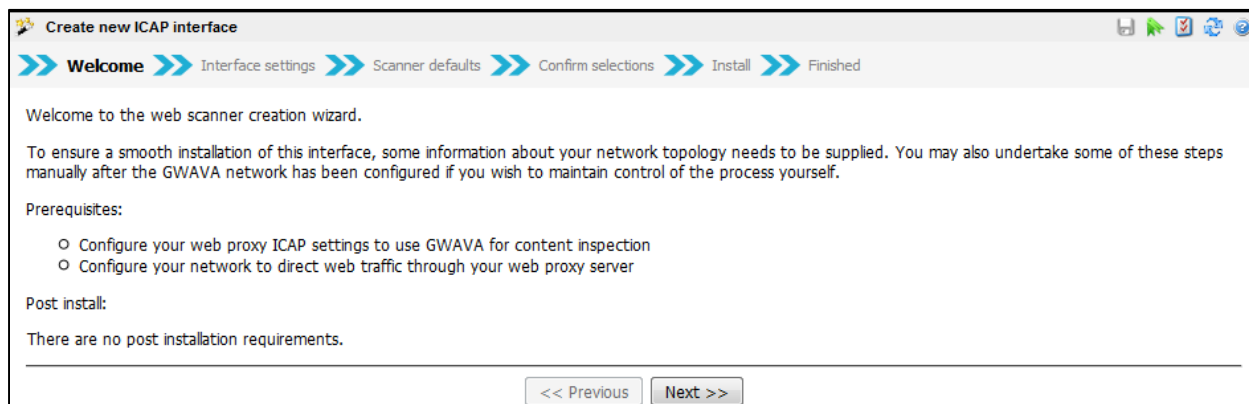 Create new ICAP interface
Welcome Interface settings Scanner defaults Confirm selections Install Finished
Welcome to the web scanner creation wizard.
To ensure a smooth installation of this interface, some information about your network topology needs to be supplied. You may also undertake some of these steps
manually after the GWAVA network has been configured if you wish to maintain control of the process yourself.
Prerequisites:
Configure your web proxy ICAP settings to use GWAVA for content inspection
Configure your network to direct web traffic through your web proxy server
Post install:
There are no post installation requirements.
<< Previous Next >>